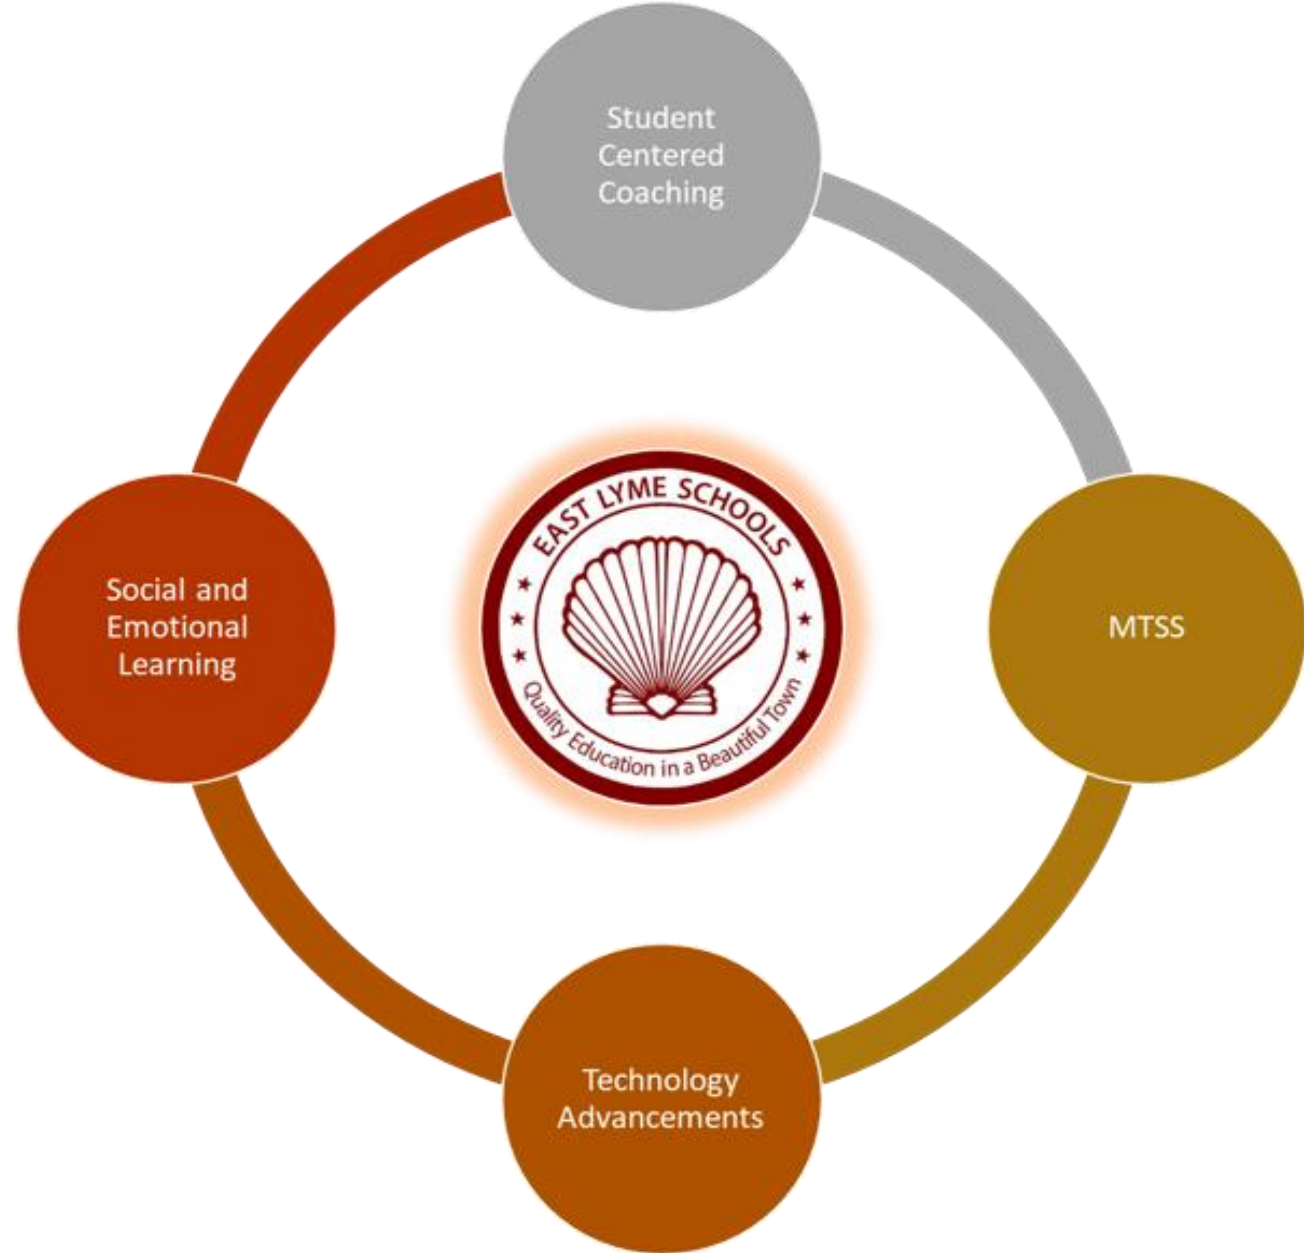 Student
Centered
Coaching
EAST LYME SCHOOLS
Quality Education in a Beautiful Town
Social and
Emotional
Learning
MTSS
Technology
Advancements